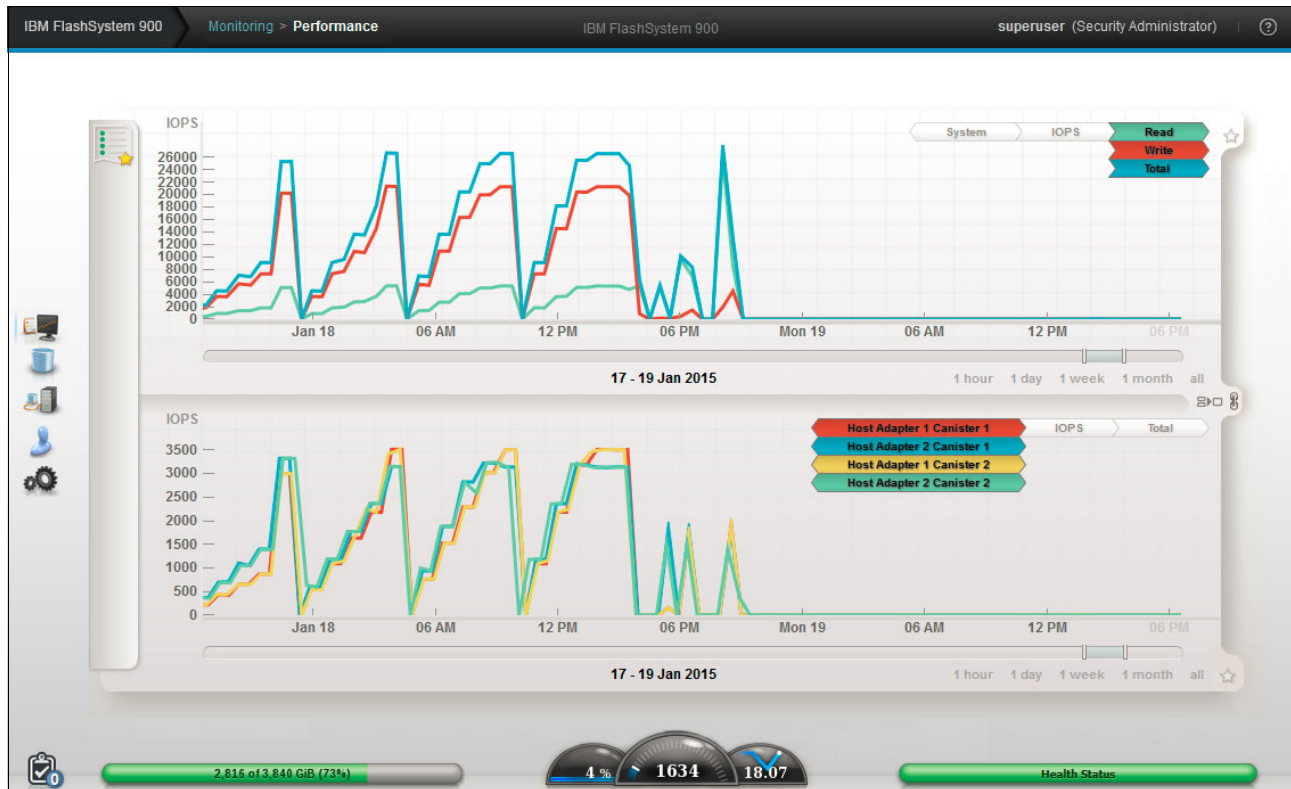 IBM FlashSystem 900 Monitoring > Performance IBM FlashSystem 900 superuser (Security Administrator) ?
IOPS
System IOPS Read
Write
Total
26000
24000
22000
20000
18000
16000
14000
12000
10000
8000
6000
4000
2000
0
Jan 18 06 AM 12 PM 06 PM Mon 19 06 AM 12 PM 06 PM
17 - 19 Jan 2015 1 hour 1 day 1 week 1 month all
IOPS
Host Adapter 1 Canister 1 IOPS Total
Host Adapter 2 Canister 1
Host Adapter 1 Canister 2
Host Adapter 2 Canister 2
3500
3000
2500
2000
1500
1000
500
0
Jan 18 06 AM 12 PM 06 PM Mon 19 06 AM 12 PM 06 PM
17 - 19 Jan 2015 1 hour 1 day 1 week 1 month all
0 2,816 of 3,840 GiB (73%) 4 % 1634 18.07 Health Status